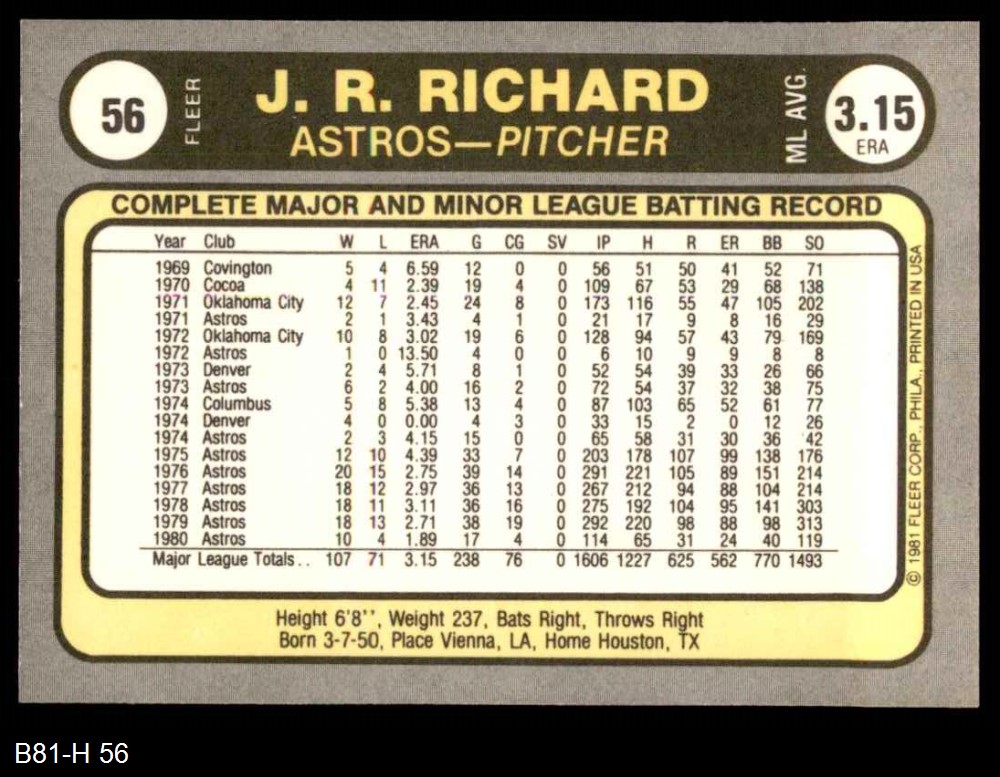 56 FLEER J. R. RICHARD ML AVG. 3.15
ASTROS—PITCHER ERA
COMPLETE MAJOR AND MINOR LEAGUE BATTING RECORD
Year Club W L ERA G CG SV IP H R ER BB SO
1969 Covington 5 4 6.59 12 0 0 56 51 50 41 52 71
1970 Cocoa 4 11 2.39 19 4 0 109 67 53 29 68 138
1971 Oklahoma City 12 7 2.45 24 8 0 173 116 55 47 105 202
1971 Astros 2 1 3.43 4 1 0 21 17 9 8 16 29
1972 Oklahoma City 10 8 3.02 19 6 0 128 94 57 43 79 169
1972 Astros 1 0 13.50 4 0 0 6 10 9 9 8 8
1973 Denver 2 4 5.71 8 1 0 52 54 39 33 26 66
1973 Astros 6 2 4.00 16 2 0 72 54 37 32 38 75
1974 Columbus 5 8 5.38 13 4 0 87 103 65 52 61 77
1974 Denver 4 0 0.00 4 3 0 33 15 2 0 12 26
1974 Astros 2 3 4.15 15 0 0 65 58 31 30 36 42
1975 Astros 12 10 4.39 33 7 0 203 178 107 99 138 176
1976 Astros 20 15 2.75 39 14 0 291 221 105 89 151 214
1977 Astros 18 12 2.97 36 13 0 267 212 94 88 104 214
1978 Astros 18 11 3.11 36 16 0 275 192 104 95 141 303
1979 Astros 18 13 2.71 38 19 0 292 220 98 88 98 313
1980 Astros 10 4 1.89 17 4 0 114 65 31 24 40 119
Major League Totals.. 107 71 3.15 238 76 0 1606 1227 625 562 770 1493
Height 6'8'', Weight 237, Bats Right, Throws Right
Born 3-7-50, Place Vienna, LA, Home Houston, TX
© 1981 FLEER CORP., PHILA., PRINTED IN USA
B81-H 56